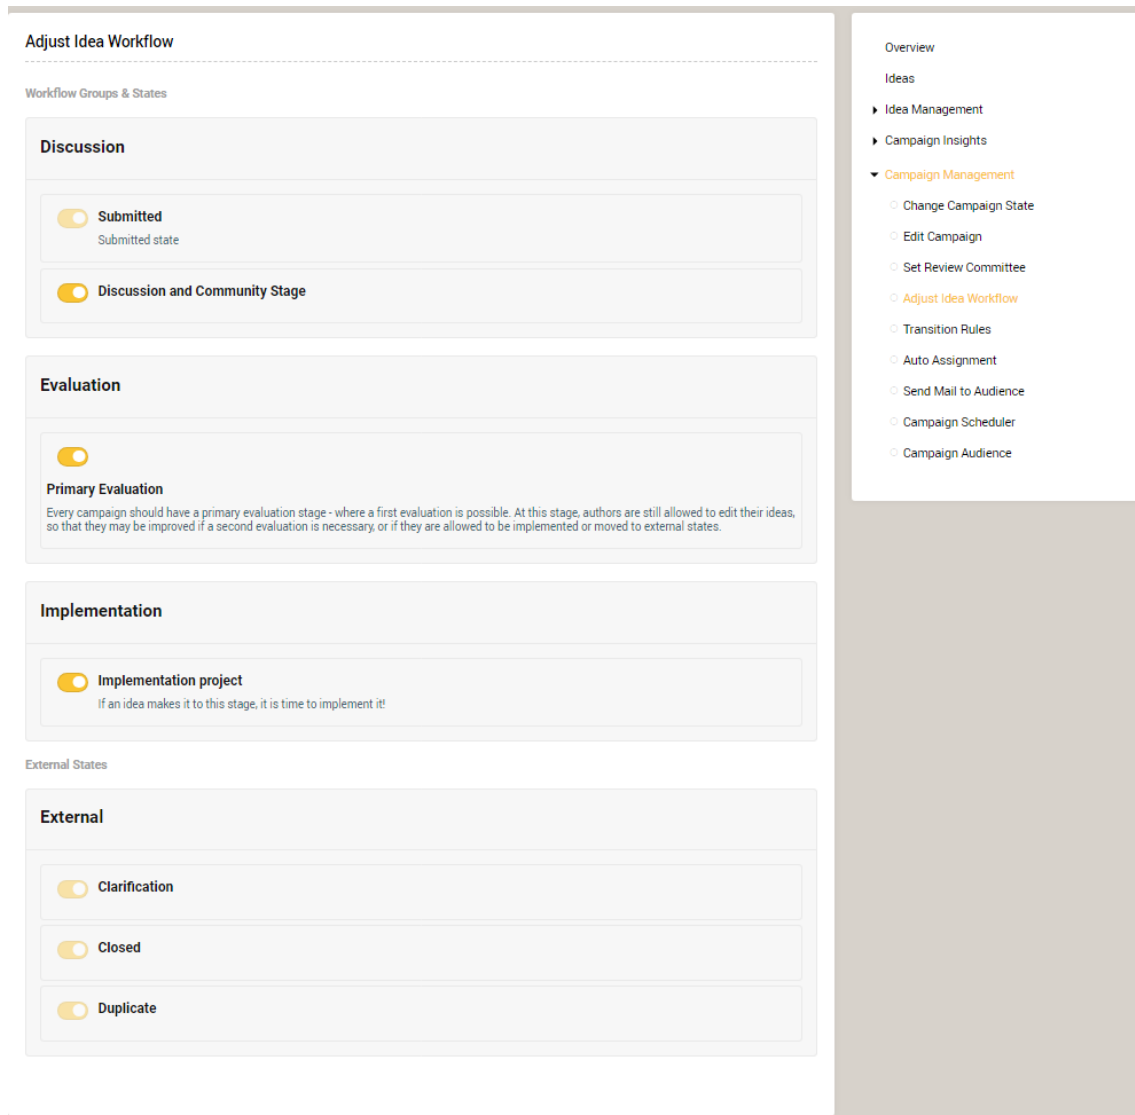 Adjust Idea Workflow
Workflow Groups & States
Discussion
Submitted
Submitted state
Discussion and Community Stage
Evaluation
Primary Evaluation
Every campaign should have a primary evaluation stage - where a first evaluation is possible. At this stage, authors are still allowed to edit their ideas,
so that they may be improved if a second evaluation is necessary, or if they are allowed to be implemented or moved to external states.
Implementation
Implementation project
If an idea makes it to this stage, it is time to implement it!
External States
External
Clarification
Closed
Duplicate
Overview
Ideas
Idea Management
Campaign Insights
Campaign Management
Change Campaign State
Edit Campaign
Set Review Committee
Adjust Idea Workflow
Transition Rules
Auto Assignment
Send Mail to Audience
Campaign Scheduler
Campaign Audience